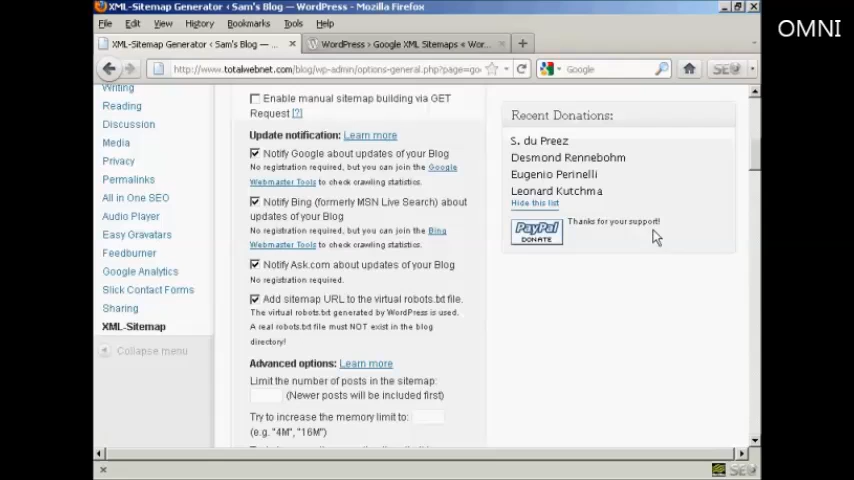 XML-Sitemap Generator ‹ Sam's Blog — WordPress - Mozilla Firefox
OMNI
File Edit View History Bookmarks Tools Help
XML-Sitemap Generator ‹ Sam's Blog — ...
WordPress › Google XML Sitemaps « Wor...
http://www.totalwebnet.com/blog/wp-admin/options-general.php?page=go
Google
SEO
Writing
Reading
Discussion
Media
Privacy
Permalinks
All in One SEO
Audio Player
Easy Gravatars
Feedburner
Google Analytics
Slick Contact Forms
Sharing
XML-Sitemap
Collapse menu
Enable manual sitemap building via GET
Request [?]
Update notification: Learn more
Notify Google about updates of your Blog
No registration required, but you can join the Google
Webmaster Tools to check crawling statistics.
Notify Bing (formerly MSN Live Search) about
updates of your Blog
No registration required, but you can join the Bing
Webmaster Tools to check crawling statistics.
Notify Ask.com about updates of your Blog
No registration required.
Add sitemap URL to the virtual robots.txt file.
The virtual robots.txt generated by WordPress is used.
A real robots.txt file must NOT exist in the blog
directory!
Advanced options: Learn more
Limit the number of posts in the sitemap:
(Newer posts will be included first)
Try to increase the memory limit to:
(e.g. "4M", "16M")
Recent Donations:
S. du Preez
Desmond Rennebohm
Eugenio Perinelli
Leonard Kutchma
Hide this list
PayPal
DONATE
Thanks for your support!